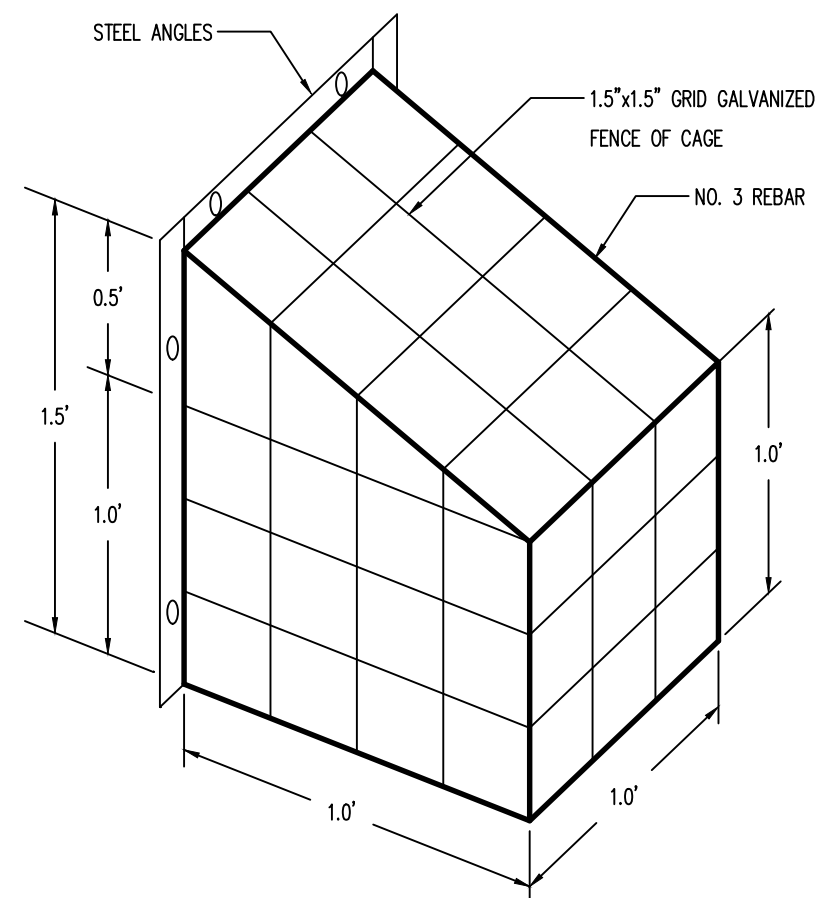 STEEL ANGLES
1.5"x1.5" GRID GALVANIZED
FENCE OF CAGE
NO. 3 REBAR
0.5'
1.5'
1.0'
1.0'
1.0'
1.0'